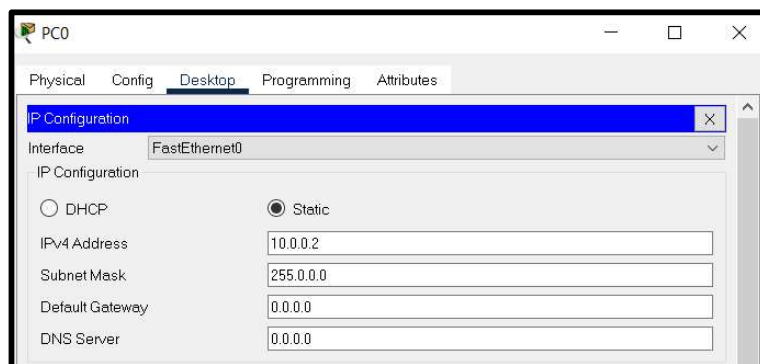 PC0
Physical Config Desktop Programming Attributes
IP Configuration X
Interface FastEthernet0
IP Configuration
DHCP Static
IPv4 Address 10.0.0.2
Subnet Mask 255.0.0.0
Default Gateway 0.0.0.0
DNS Server 0.0.0.0